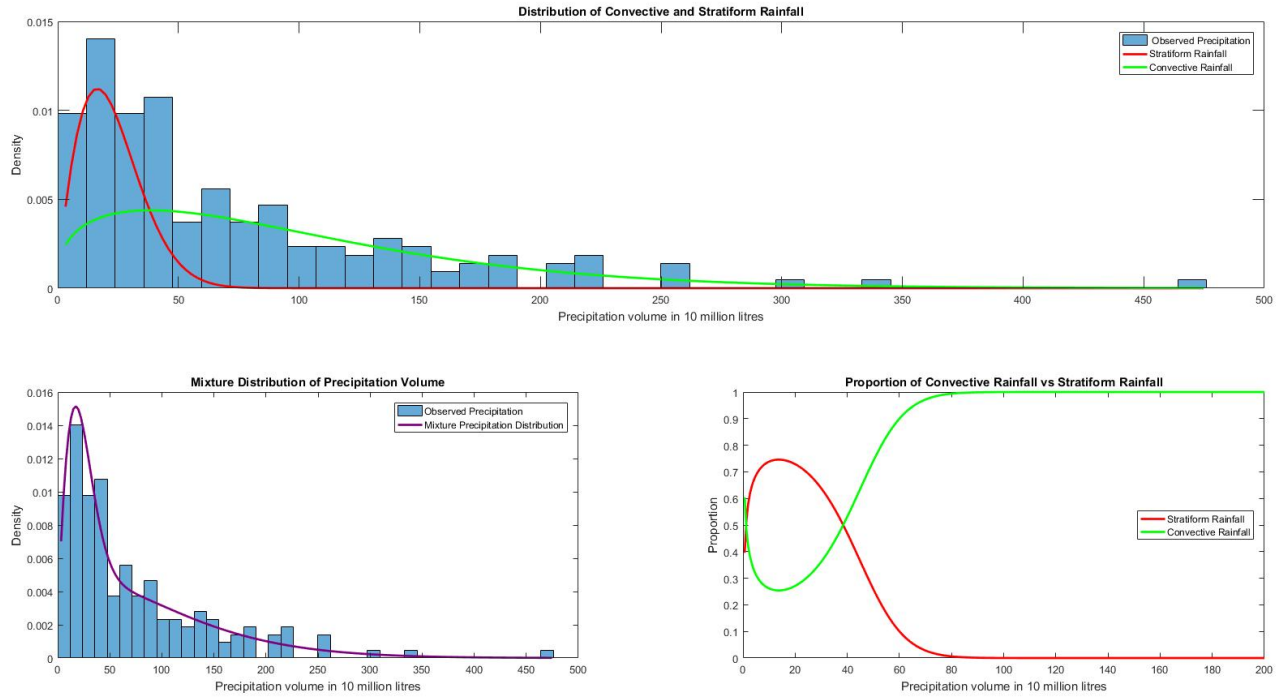 Distribution of Convective and Stratiform Rainfall
0.015
0.01
0.005
0
Density
Observed Precipitation
Stratiform Rainfall
Convective Rainfall
0 50 100 150 200 250 300 350 400 450 500
Precipitation volume in 10 million litres
Mixture Distribution of Precipitation Volume
0.016
0.014
0.012
0.01
0.008
0.006
0.004
0.002
0
Density
Observed Precipitation
Mixture Precipitation Distribution
0 50 100 150 200 250 300 350 400 450 500
Precipitation volume in 10 million litres
Proportion of Convective Rainfall vs Stratiform Rainfall
1
0.9
0.8
0.7
0.6
0.5
0.4
0.3
0.2
0.1
0
Proportion
Stratiform Rainfall
Convective Rainfall
0 20 40 60 80 100 120 140 160 180 200
Precipitation volume in 10 million litres